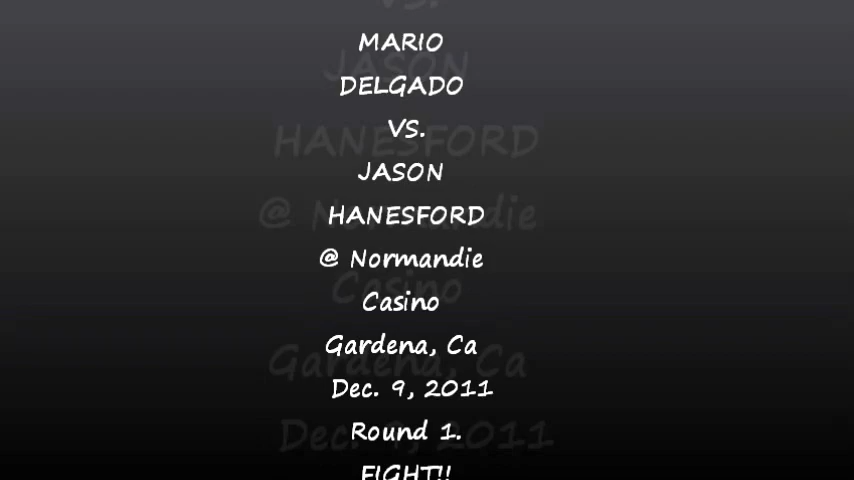 MARIO
DELGADO
VS.
JASON
HANESFORD
@ Normandie
Casino
Gardena, Ca
Dec. 9, 2011
Round 1.
FIGHT!!